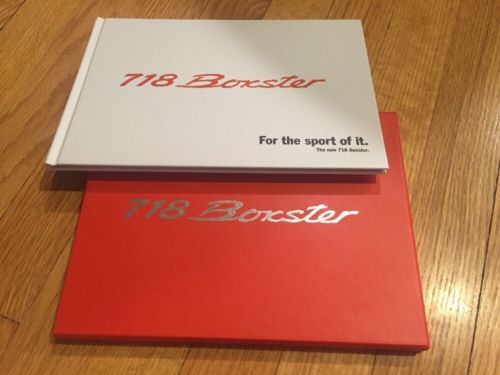 718 Boxster
For the sport of it.
The new 718 Boxster.
718 Boxster